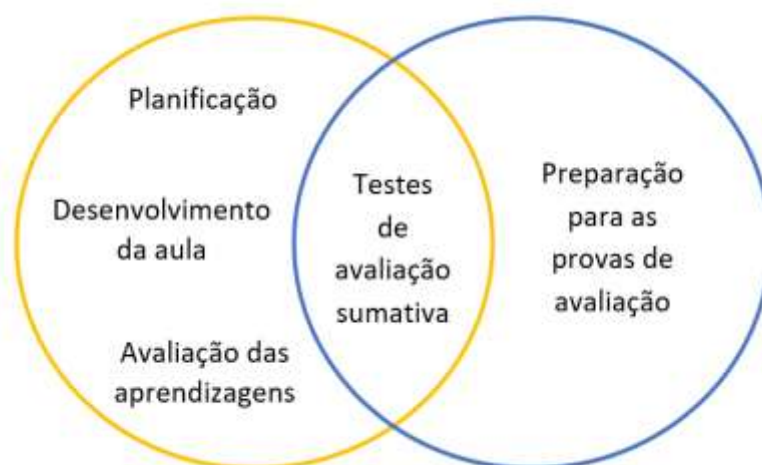 Planificação
Desenvolvimento
da aula
Avaliação das
aprendizagens
Testes
de
avaliação
sumativa
Preparação
para as
provas de
avaliação